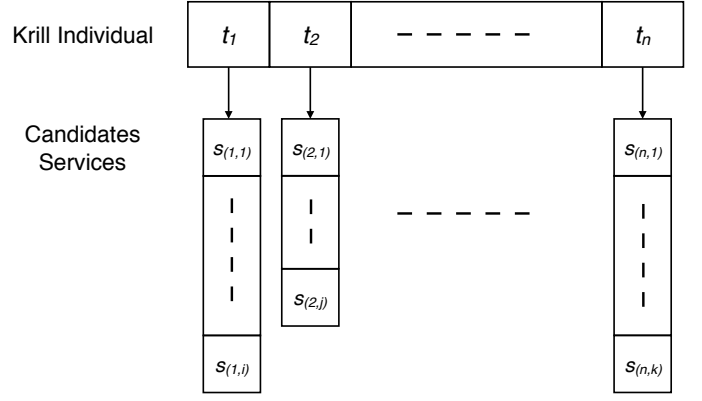 Krill Individual
t1
t2
tn
Candidates
Services
s(1,1)
s(2,1)
s(n,1)
s(2,j)
s(1,i)
s(n,k)